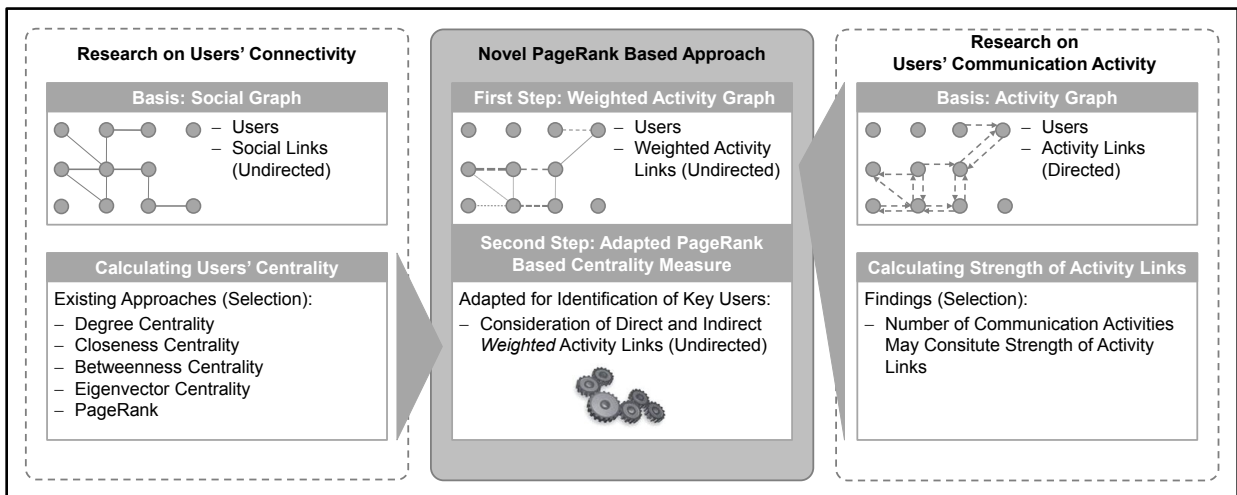 Research on Users' Connectivity
Basis: Social Graph
– Users
– Social Links
(Undirected)
Calculating Users' Centrality
Existing Approaches (Selection):
– Degree Centrality
– Closeness Centrality
– Betweenness Centrality
– Eigenvector Centrality
– PageRank
Novel PageRank Based Approach
First Step: Weighted Activity Graph
– Users
– Weighted Activity
Links (Undirected)
Second Step: Adapted PageRank
Based Centrality Measure
Adapted for Identification of Key Users:
– Consideration of Direct and Indirect
Weighted Activity Links (Undirected)
Research on
Users' Communication Activity
Basis: Activity Graph
– Users
– Activity Links
(Directed)
Calculating Strength of Activity Links
Findings (Selection):
– Number of Communication Activities
May Consitute Strength of Activity
Links